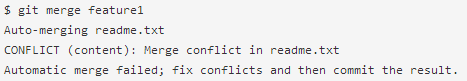 $ git merge feature1
Auto-merging readme.txt
CONFLICT (content): Merge conflict in readme.txt
Automatic merge failed; fix conflicts and then commit the result.